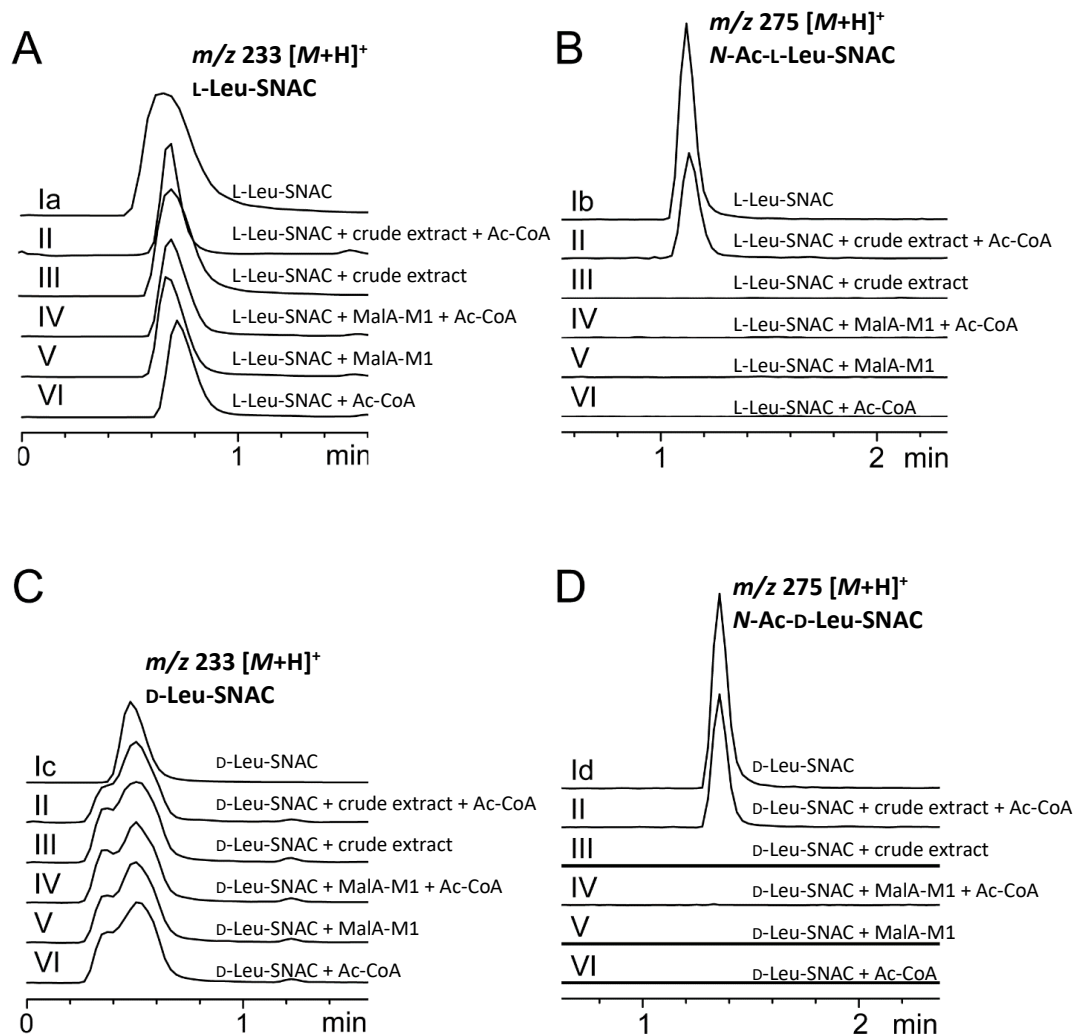 A
m/z 233 [M+H]⁺
L-Leu-SNAC
Ia L-Leu-SNAC
II L-Leu-SNAC + crude extract + Ac-CoA
III L-Leu-SNAC + crude extract
IV L-Leu-SNAC + MalA-M1 + Ac-CoA
V L-Leu-SNAC + MalA-M1
VI L-Leu-SNAC + Ac-CoA
0 1 min
B
m/z 275 [M+H]⁺
N-Ac-L-Leu-SNAC
Ib L-Leu-SNAC
II L-Leu-SNAC + crude extract + Ac-CoA
III L-Leu-SNAC + crude extract
IV L-Leu-SNAC + MalA-M1 + Ac-CoA
V L-Leu-SNAC + MalA-M1
VI L-Leu-SNAC + Ac-CoA
1 2 min
C
m/z 233 [M+H]⁺
D-Leu-SNAC
Ic D-Leu-SNAC
II D-Leu-SNAC + crude extract + Ac-CoA
III D-Leu-SNAC + crude extract
IV D-Leu-SNAC + MalA-M1 + Ac-CoA
V D-Leu-SNAC + MalA-M1
VI D-Leu-SNAC + Ac-CoA
0 1 min
D
m/z 275 [M+H]⁺
N-Ac-D-Leu-SNAC
Id D-Leu-SNAC
II D-Leu-SNAC + crude extract + Ac-CoA
III D-Leu-SNAC + crude extract
IV D-Leu-SNAC + MalA-M1 + Ac-CoA
V D-Leu-SNAC + MalA-M1
VI D-Leu-SNAC + Ac-CoA
1 2 min